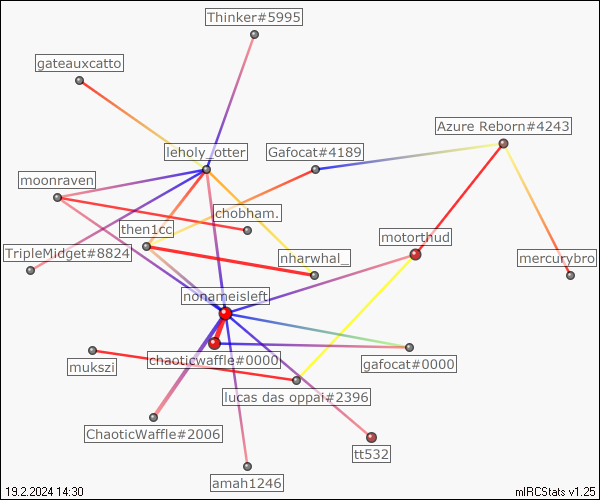 Thinker#5995
gateauxcatto
Azure Reborn#4243
leholy_otter
Gafocat#4189
moonraven
chobham.
then1cc
motorthud
TripleMidget#8824
nharwhal_
mercurybro
nonameisleft
chaoticwaffle#0000
gafocat#0000
mukszi
lucas das oppai#2396
ChaoticWaffle#2006
tt532
amah1246
19.2.2024 14:30
mIRCStats v1.25